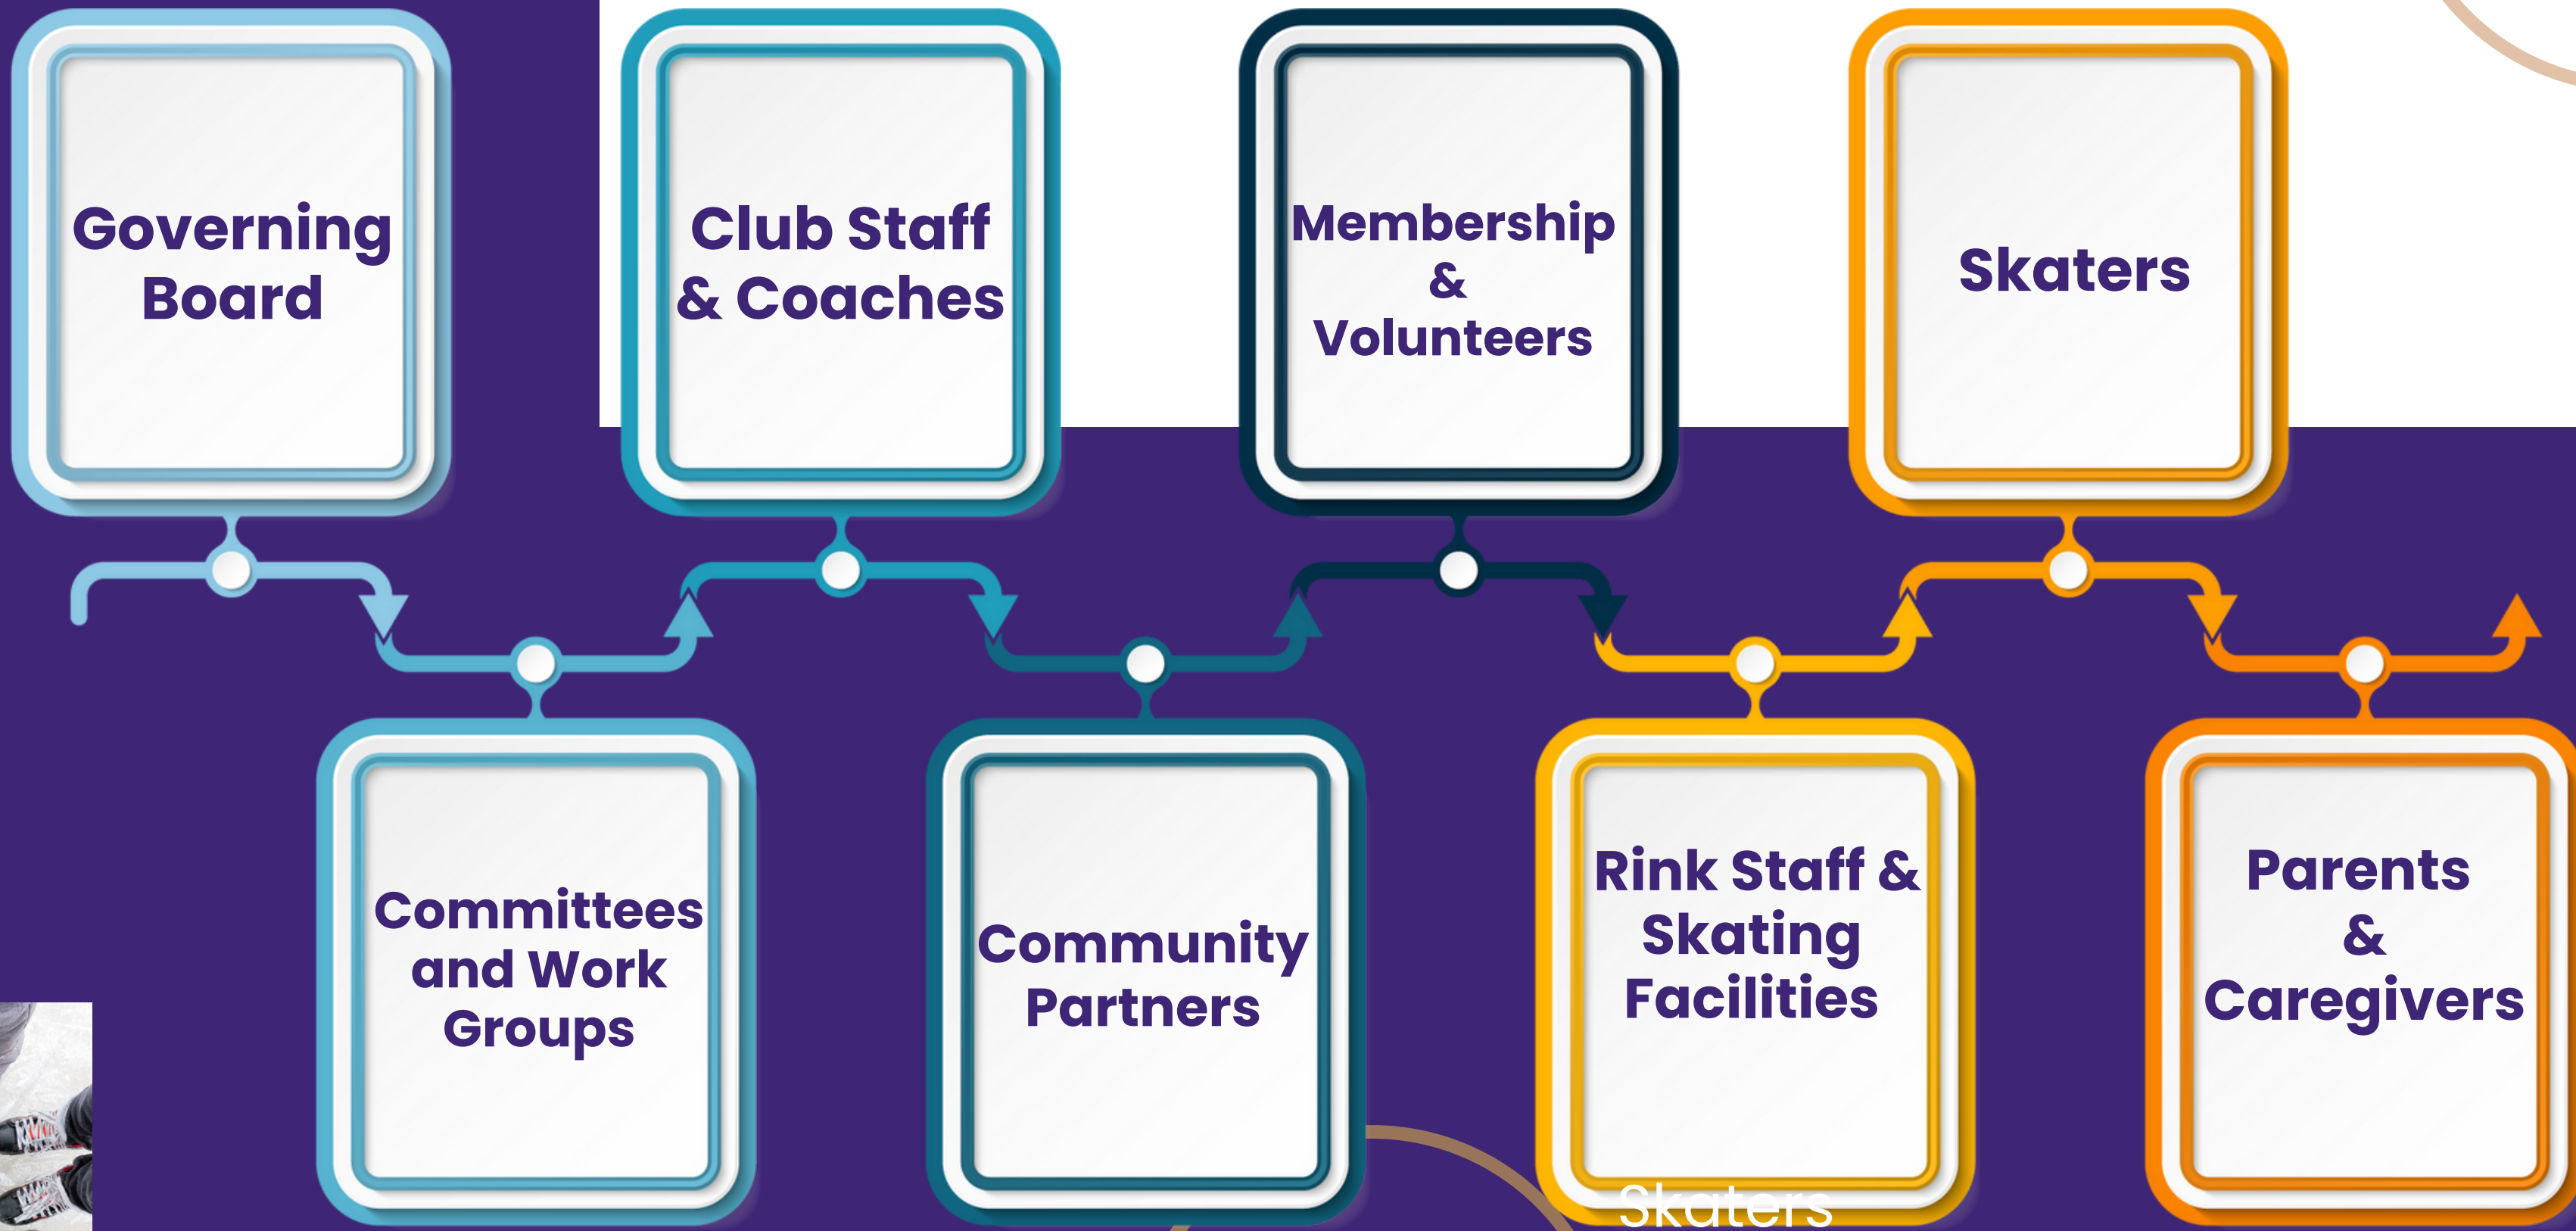 Governing
Board
Club Staff
& Coaches
Membership
&
Volunteers
Skaters
Committees
and Work
Groups
Community
Partners
Rink Staff &
Skating
Facilities
Parents
&
Caregivers
Skaters